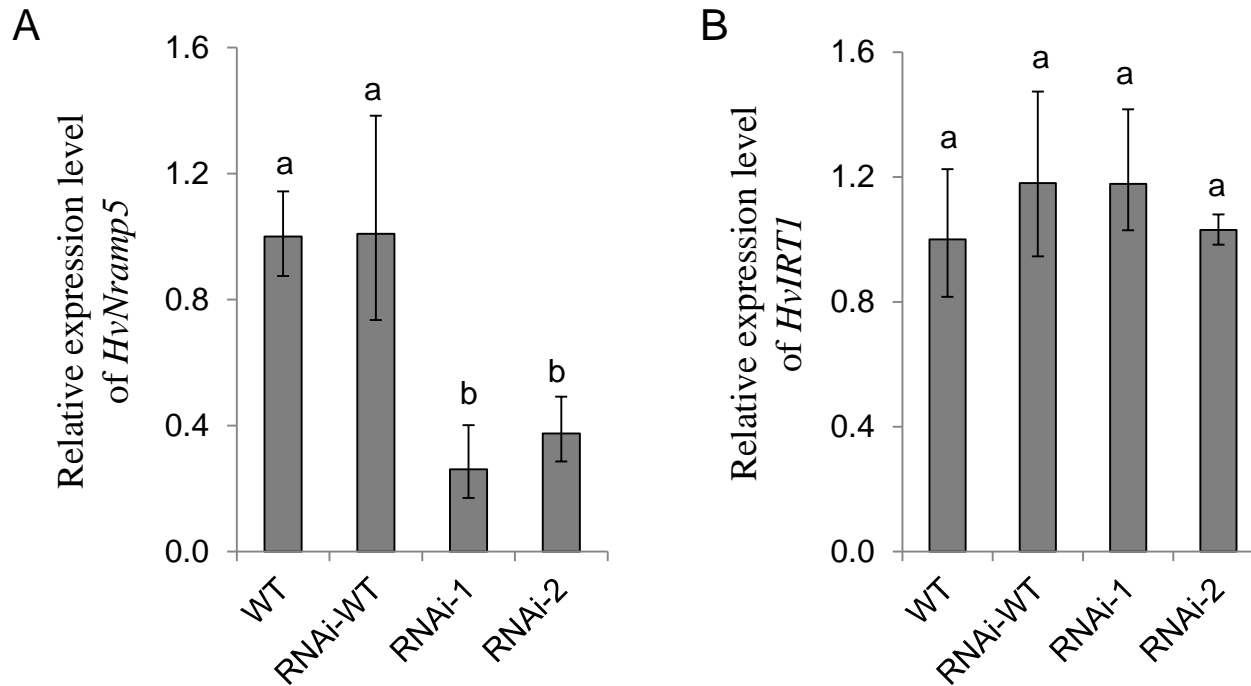 A
Relative expression level
of HvNramp5
1.6
1.2
0.8
0.4
0.0
a
a
b
b
WT
RNAi-WT
RNAi-1
RNAi-2
B
Relative expression level
of HvIRT1
1.6
1.2
0.8
0.4
0.0
a
a
a
a
WT
RNAi-WT
RNAi-1
RNAi-2